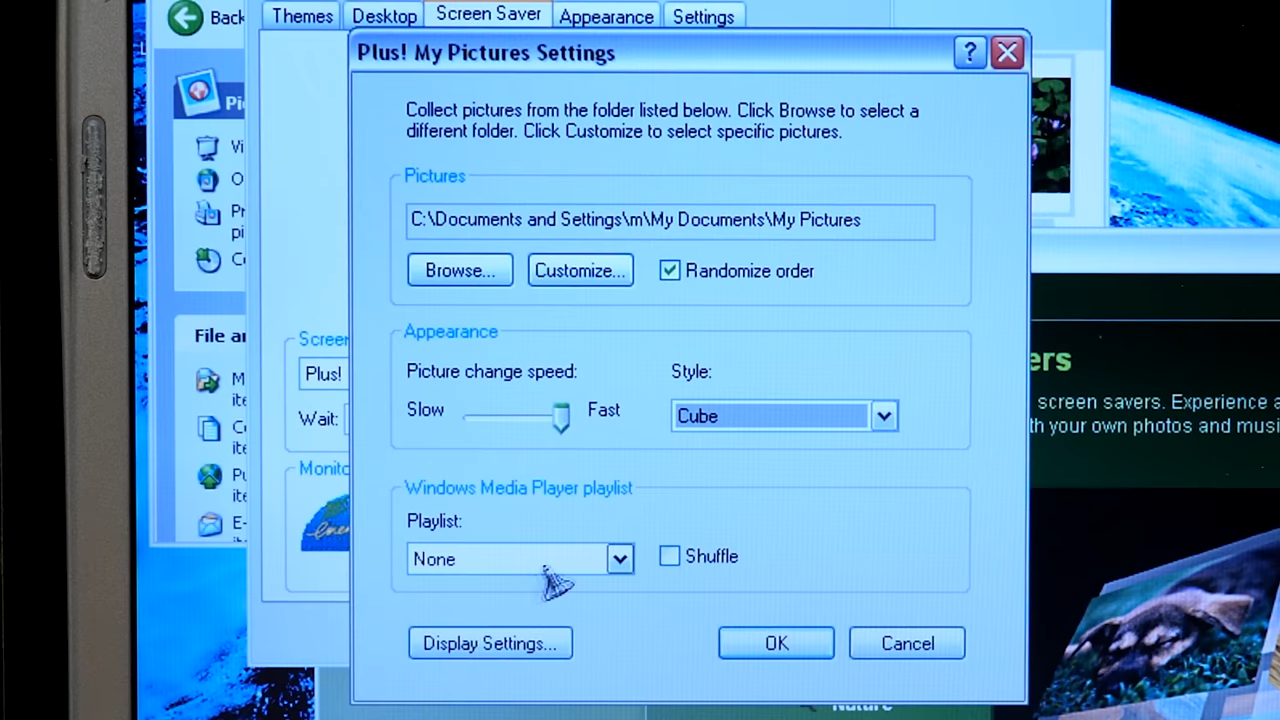 Back
Themes
Desktop
Screen Saver
Appearance
Settings
Plus! My Pictures Settings
?
Collect pictures from the folder listed below. Click Browse to select a
different folder. Click Customize to select specific pictures.
Pictures
C:\Documents and Settings\m\My Documents\My Pictures
Browse...
Customize...
Randomize order
File
Screen
Plus!
Wait:
Appearance
Picture change speed:
Style:
Slow
Fast
Cube
screen savers. Experience
your own photos and
Windows Media Player playlist
Playlist:
None
Shuffle
Display Settings...
OK
Cancel
Nature